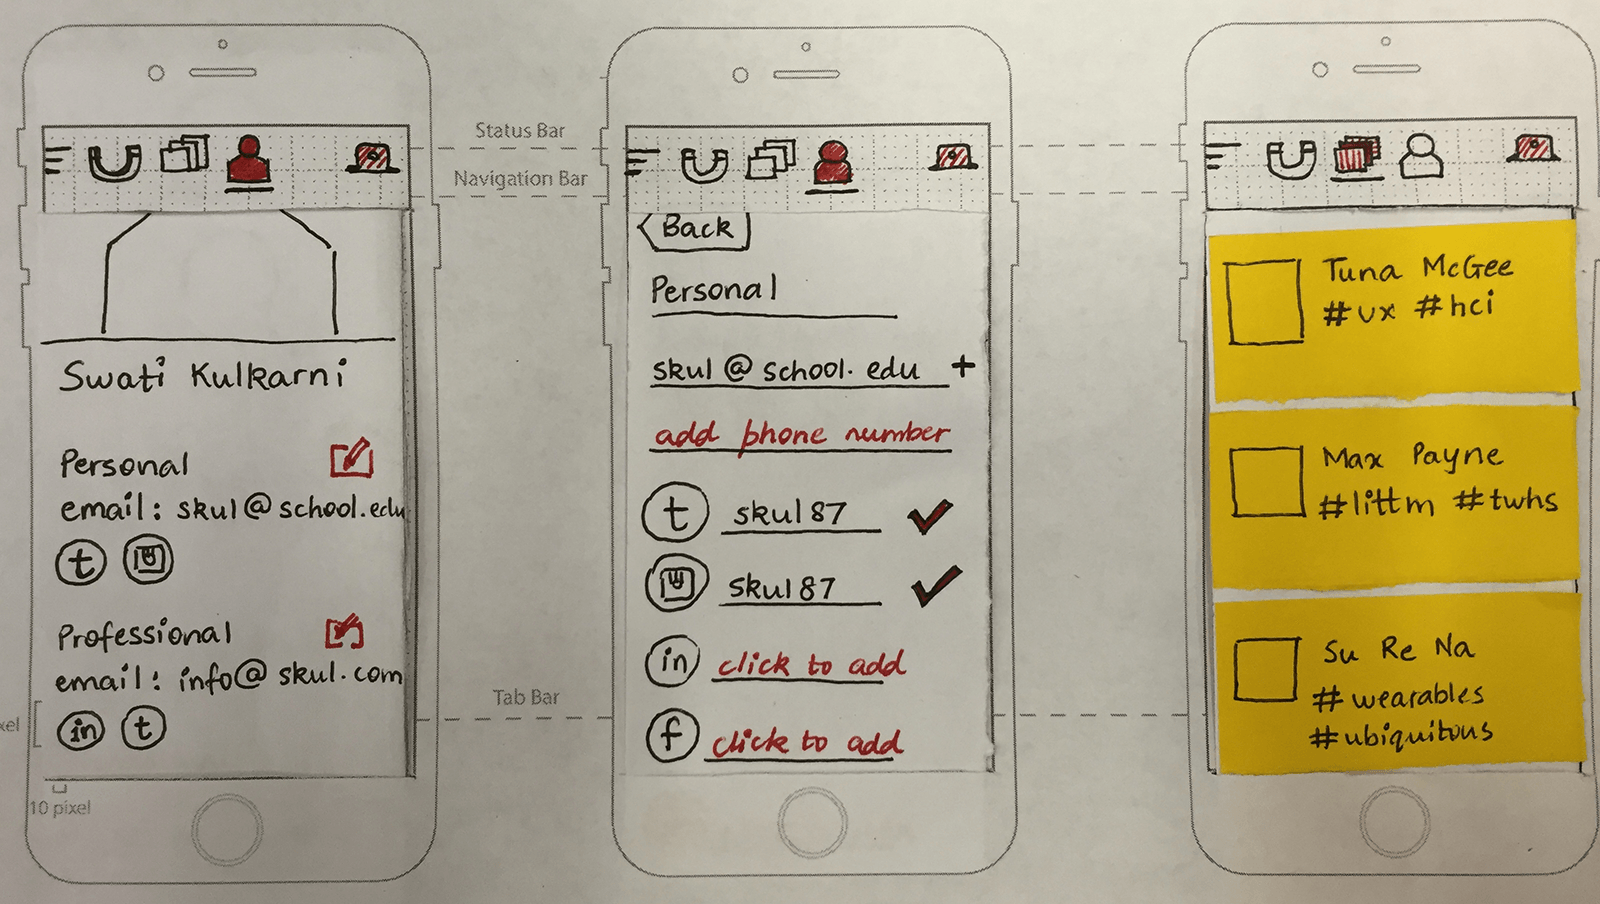 Swati Kulkarni
Personal
email: skul@school.edu
t
Professional
email: info@skul.com
in t
10 pixel
Status Bar
Navigation Bar
Tab Bar
Back
Personal
skul@school.edu +
add phone number
t skul87
skul87
in click to add
f click to add
Tuna McGee
#ux #hci
Max Payne
#littm #twhs
Su Re Na
#wearables
#ubiquitous